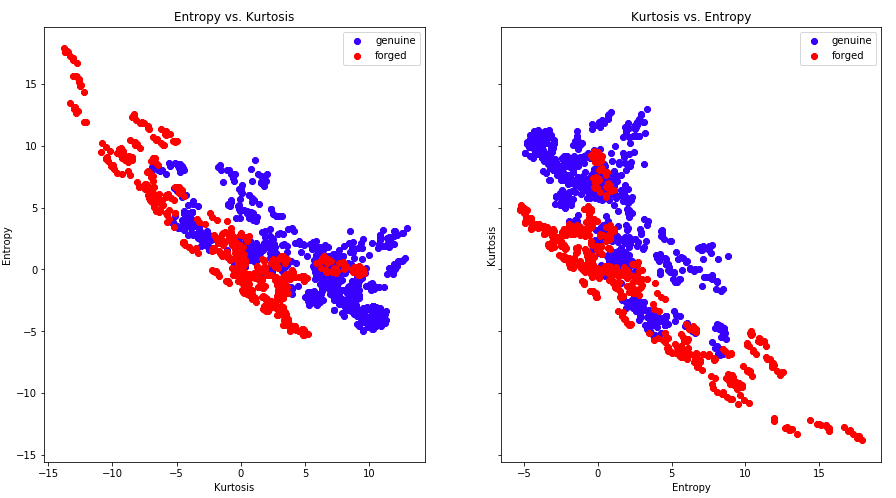 Entropy vs. Kurtosis
genuine
forged
15
10
5
0
−5
−10
−15
Entropy
−15
−10
−5
0
5
10
Kurtosis
Kurtosis vs. Entropy
genuine
forged
Kurtosis
−5
0
5
10
15
Entropy